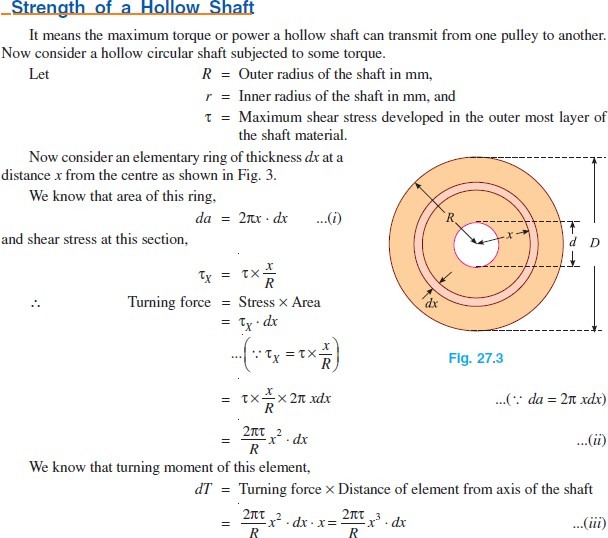 Strength of a Hollow Shaft
It means the maximum torque or power a hollow shaft can transmit from one pulley to another.
Now consider a hollow circular shaft subjected to some torque.
Let R = Outer radius of the shaft in mm,
r = Inner radius of the shaft in mm, and
τ = Maximum shear stress developed in the outer most layer of
the shaft material.
Now consider an elementary ring of thickness dx at a
distance x from the centre as shown in Fig. 3.
We know that area of this ring,
da = 2πx · dx ...(i)
and shear stress at this section,
τX = τ × x/R
∴ Turning force = Stress × Area
= τX · dx
...(∵ τX = τ × x/R)
= τ × x/R × 2π xdx ...(∵ da = 2π xdx)
= 2πτ/R x² · dx ...(ii)
We know that turning moment of this element,
dT = Turning force × Distance of element from axis of the shaft
= 2πτ/R x² · dx · x = 2πτ/R x³ · dx ...(iii)
R
x
d
D
dx
Fig. 27.3